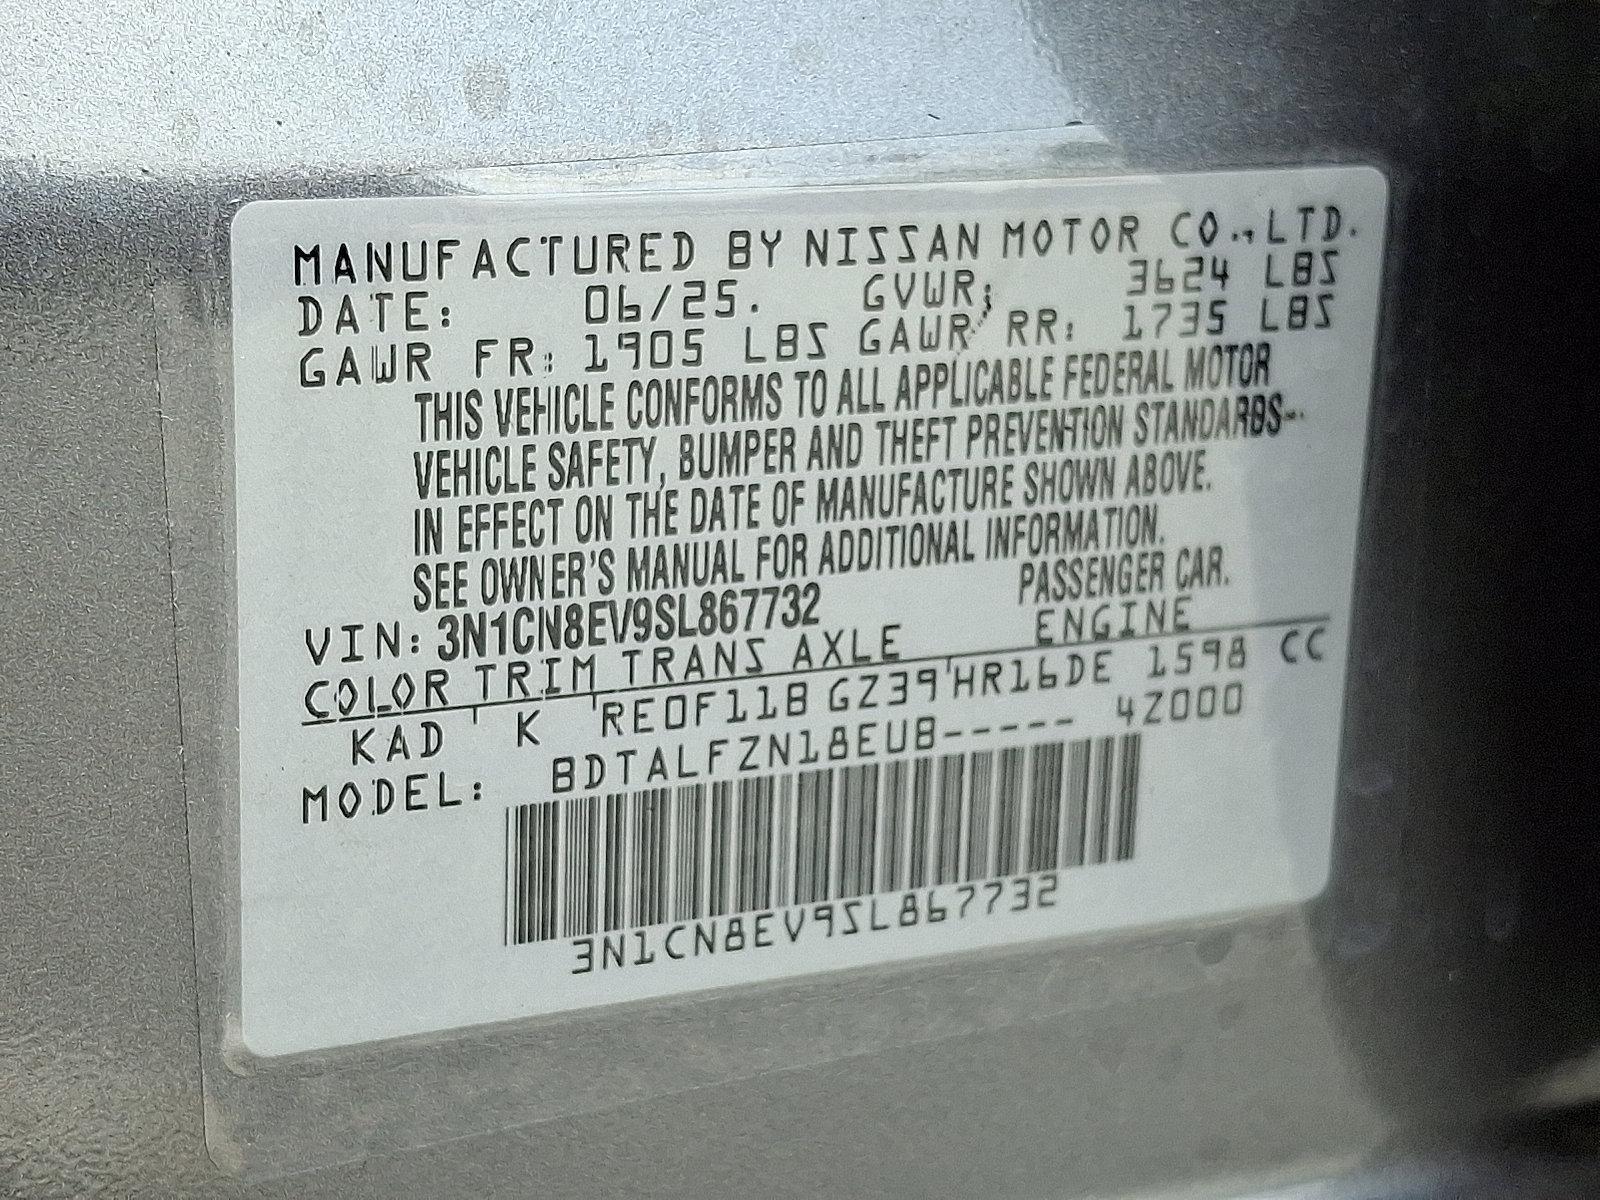 MANUFACTURED BY NISSAN MOTOR CO., LTD.
DATE: 06/25. GVWR: 3624 LBS
GAWR FR: 1905 LBS GAWR RR: 1735 LBS
THIS VEHICLE CONFORMS TO ALL APPLICABLE FEDERAL MOTOR
VEHICLE SAFETY, BUMPER AND THEFT PREVENTION STANDARDS
IN EFFECT ON THE DATE OF MANUFACTURE SHOWN ABOVE.
SEE OWNER'S MANUAL FOR ADDITIONAL INFORMATION.
VIN: 3N1CN8EV9SL867732 PASSENGER CAR.
COLOR TRIM TRANS AXLE ENGINE
KAD K RE0F11B GZ39 HR16DE 1598 CC
MODEL: BDTALFZN18EUB----- 4Z000
3N1CN8EV9SL867732